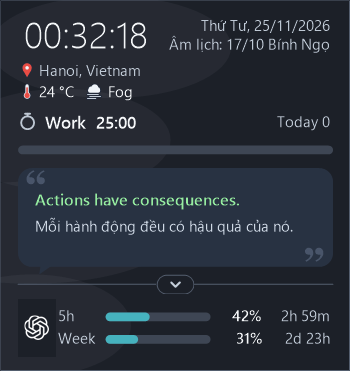 00:32:18
Thứ Tư, 25/11/2026
Âm lịch: 17/10 Bính Ngọ
Hanoi, Vietnam
24 °C Fog
Work 25:00 Today 0
Actions have consequences.
Mỗi hành động đều có hậu quả của nó.
5h 42% 2h 59m
Week 31% 2d 23h